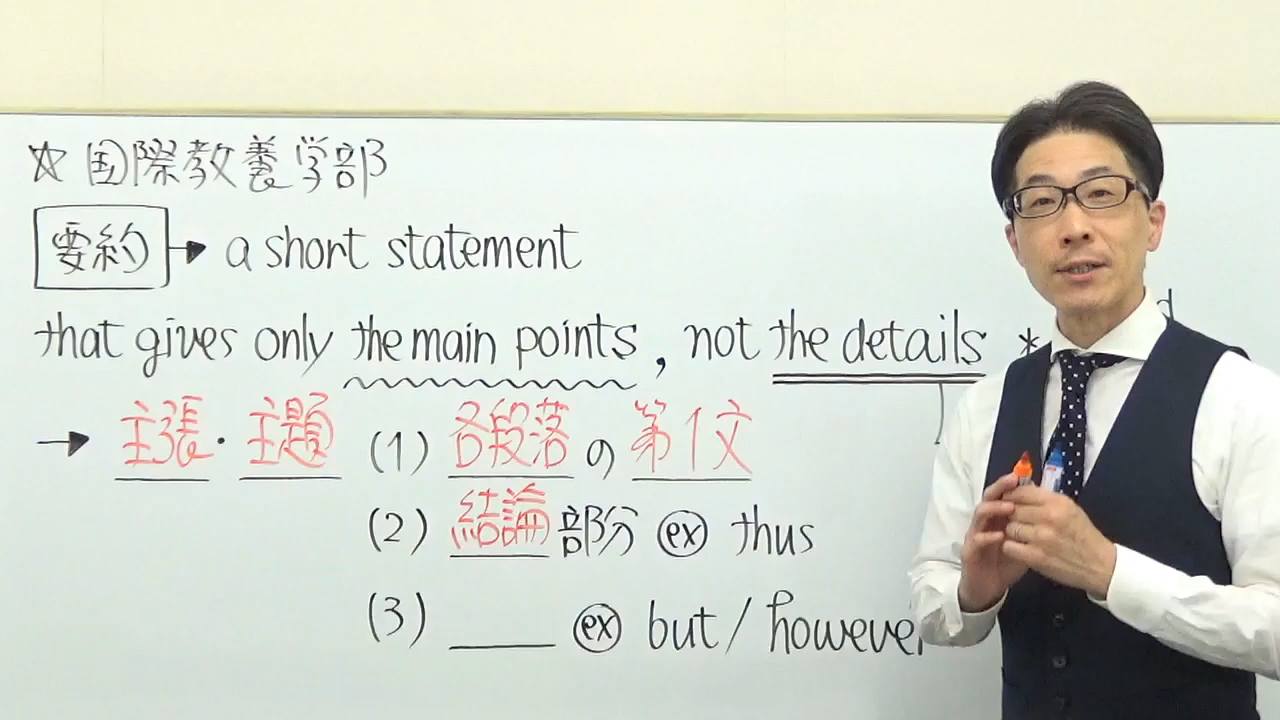 ☆国際教養学部
要約→ a short statement
that gives only the main points, not the details *
→ 主張・主題 (1) 各段落の第1文
(2) 結論部分 ex thus
(3) ____ ex but / however